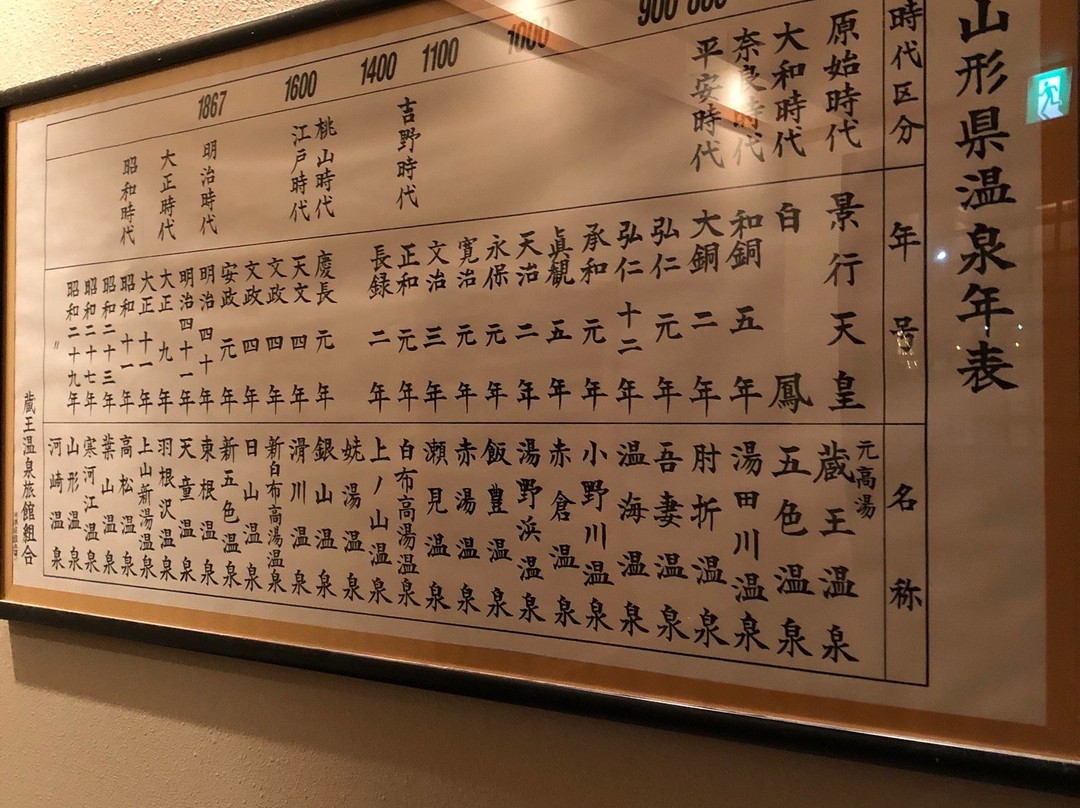 山形県温泉年表
時代区分
900
1000
1100
1400
1600
1867
原始時代
大和時代
奈良時代
平安時代
吉野時代
桃山時代
江戸時代
明治時代
大正時代
昭和時代
年号
景行天皇
白鳳
和銅五年
大銅二年
弘仁元年
弘仁十二年
承和元年
眞観五年
天治二年
永保元年
寛治元年
文治三年
正和元年
長録二年
慶長元年
天文四年
文政四年
文政四年
安政元年
明治四十年
明治四十一年
大正九年
大正十一年
昭和十一年
昭和二十三年
昭和二十七年
昭和二十九年
〃
名称
元高湯
蔵王温泉
五色温泉
湯田川温泉
肘折温泉
吾妻温泉
温海温泉
小野川温泉
赤倉温泉
湯野浜温泉
飯豊温泉
赤湯温泉
瀬見温泉
白布高湯温泉
上ノ山温泉
姥湯温泉
銀山温泉
滑川温泉
新白布高湯温泉
日山温泉
新五色温泉
東根温泉
天童温泉
羽根沢温泉
上山新湯温泉
高松温泉
葉山温泉
寒河江温泉
山形温泉
河崎温泉
蔵王温泉旅館組合